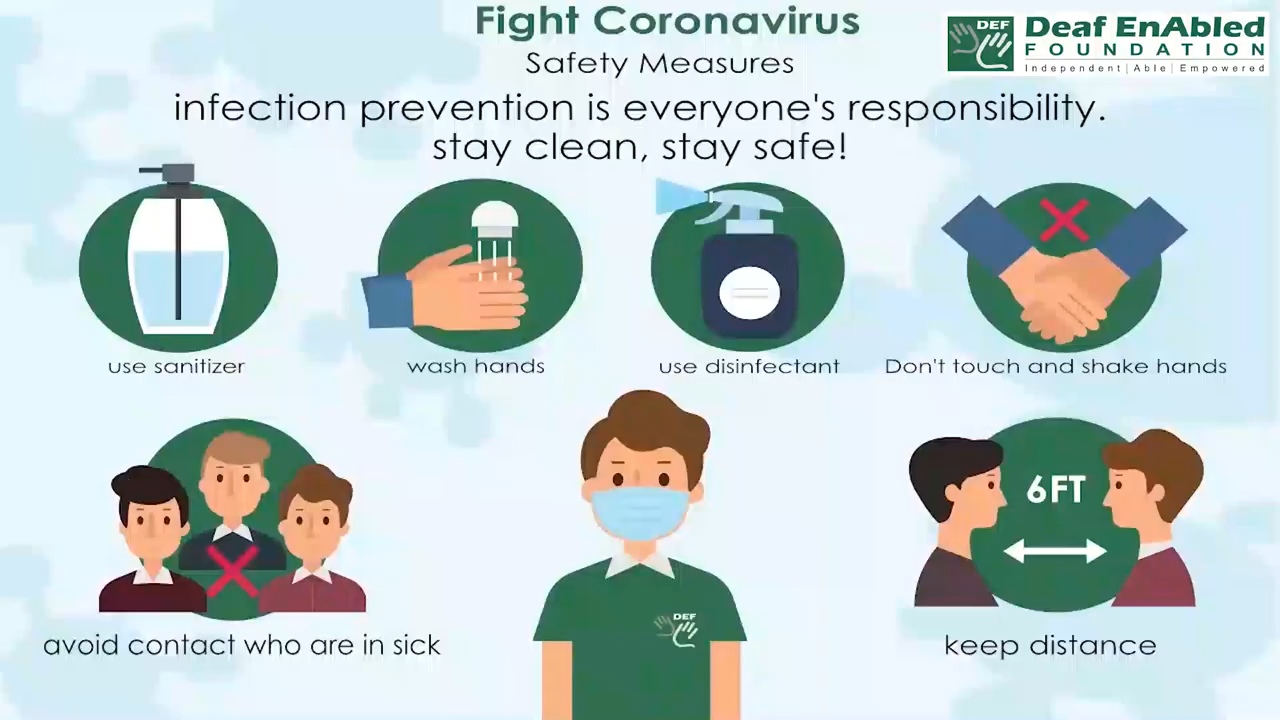 Fight Coronavirus
Safety Measures
DEF
Deaf EnAbled
FOUNDATION
Independent | Able | Empowered
infection prevention is everyone's responsibility.
stay clean, stay safe!
use sanitizer
wash hands
use disinfectant
Don't touch and shake hands
6FT
DEF
avoid contact who are in sick
keep distance